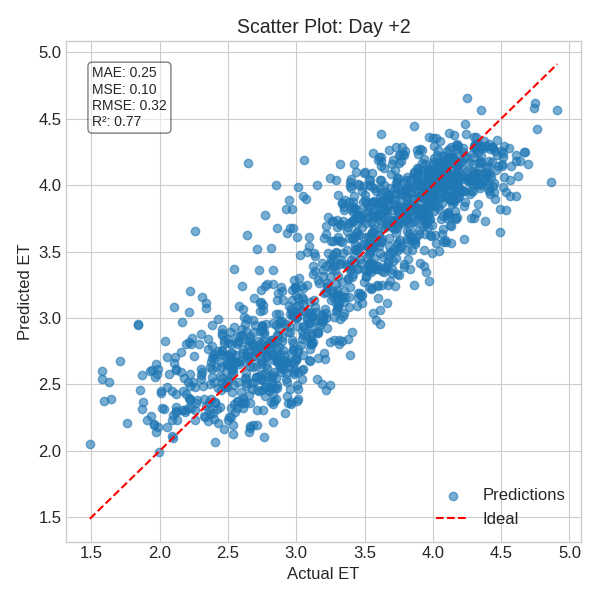 Scatter Plot: Day +2
MAE: 0.25
MSE: 0.10
RMSE: 0.32
R²: 0.77
Predicted ET
5.0
4.5
4.0
3.5
3.0
2.5
2.0
1.5
Predictions
Ideal
1.5 2.0 2.5 3.0 3.5 4.0 4.5 5.0
Actual ET